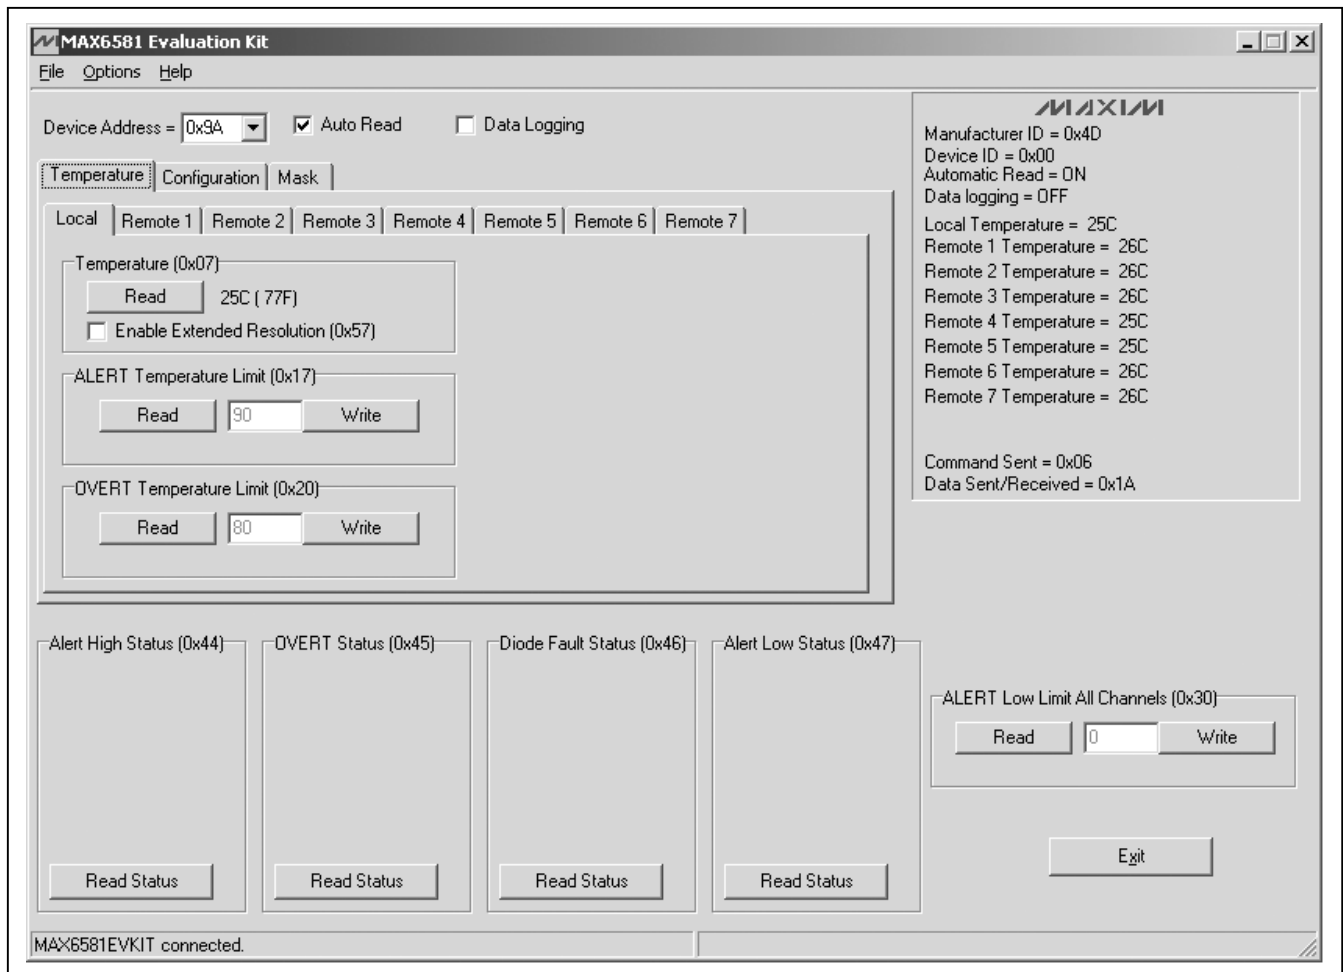 MAX6581 Evaluation Kit
File Options Help
Device Address = 0x9A Auto Read Data Logging
Temperature Configuration Mask
Local Remote 1 Remote 2 Remote 3 Remote 4 Remote 5 Remote 6 Remote 7
Temperature (0x07)
Read 25C ( 77F)
Enable Extended Resolution (0x57)
ALERT Temperature Limit (0x17)
Read 90 Write
OVERT Temperature Limit (0x20)
Read 80 Write
MAXIM
Manufacturer ID = 0x4D
Device ID = 0x00
Automatic Read = ON
Data logging = OFF
Local Temperature = 25C
Remote 1 Temperature = 26C
Remote 2 Temperature = 26C
Remote 3 Temperature = 26C
Remote 4 Temperature = 25C
Remote 5 Temperature = 25C
Remote 6 Temperature = 26C
Remote 7 Temperature = 26C
Command Sent = 0x06
Data Sent/Received = 0x1A
Alert High Status (0x44) OVERT Status (0x45) Diode Fault Status (0x46) Alert Low Status (0x47)
Read Status Read Status Read Status Read Status
ALERT Low Limit All Channels (0x30)
Read 0 Write
Exit
MAX6581EVKIT connected.